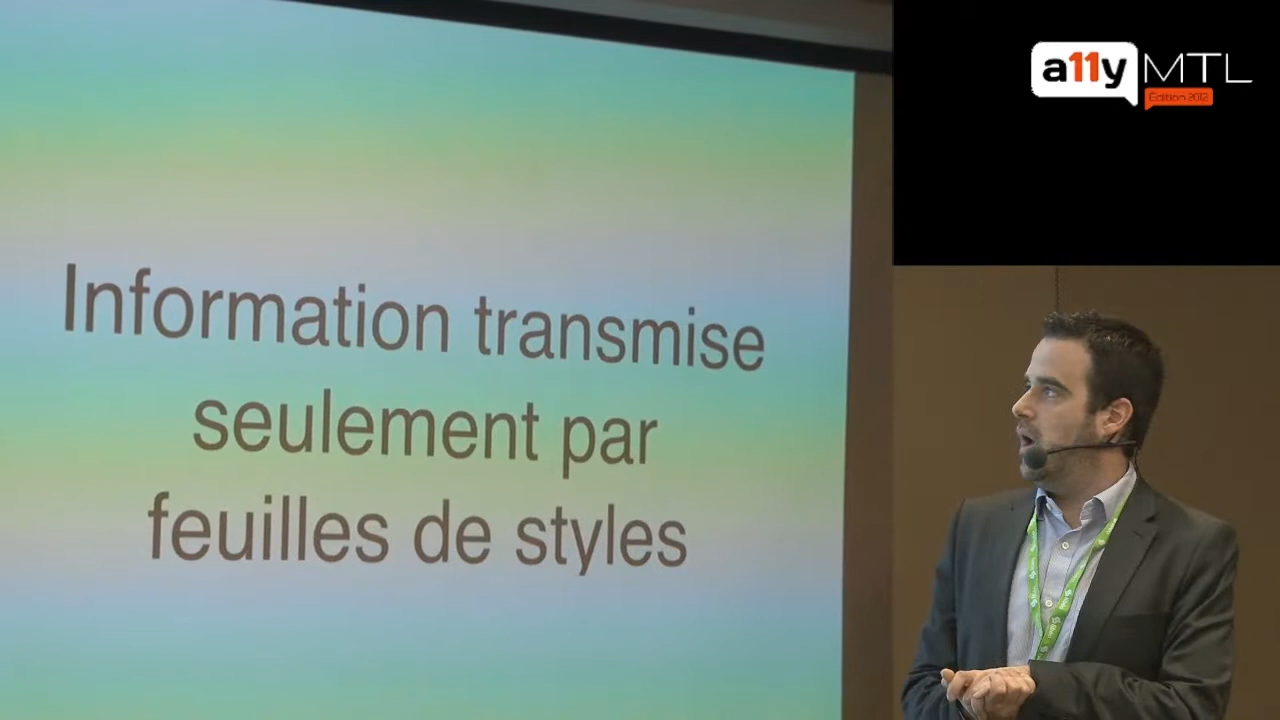 a11y MTL
Édition 2012
Information transmise
seulement par
feuilles de styles